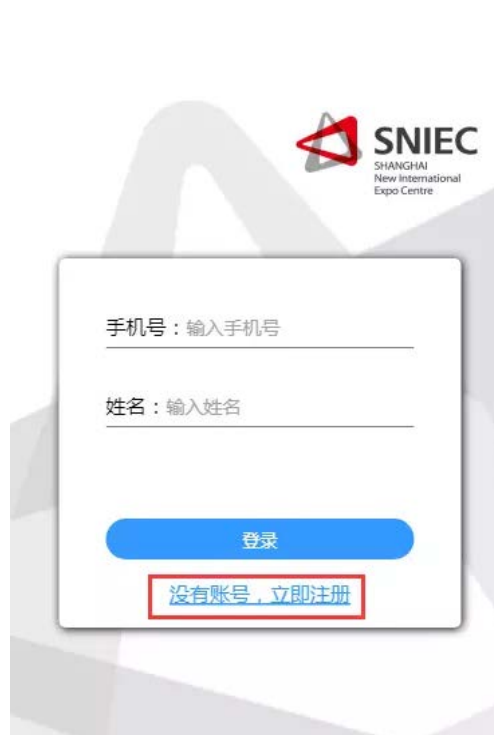 SNIEC
SHANGHAI
New International
Expo Centre
手机号：输入手机号
姓名：输入姓名
登录
没有账号，立即注册